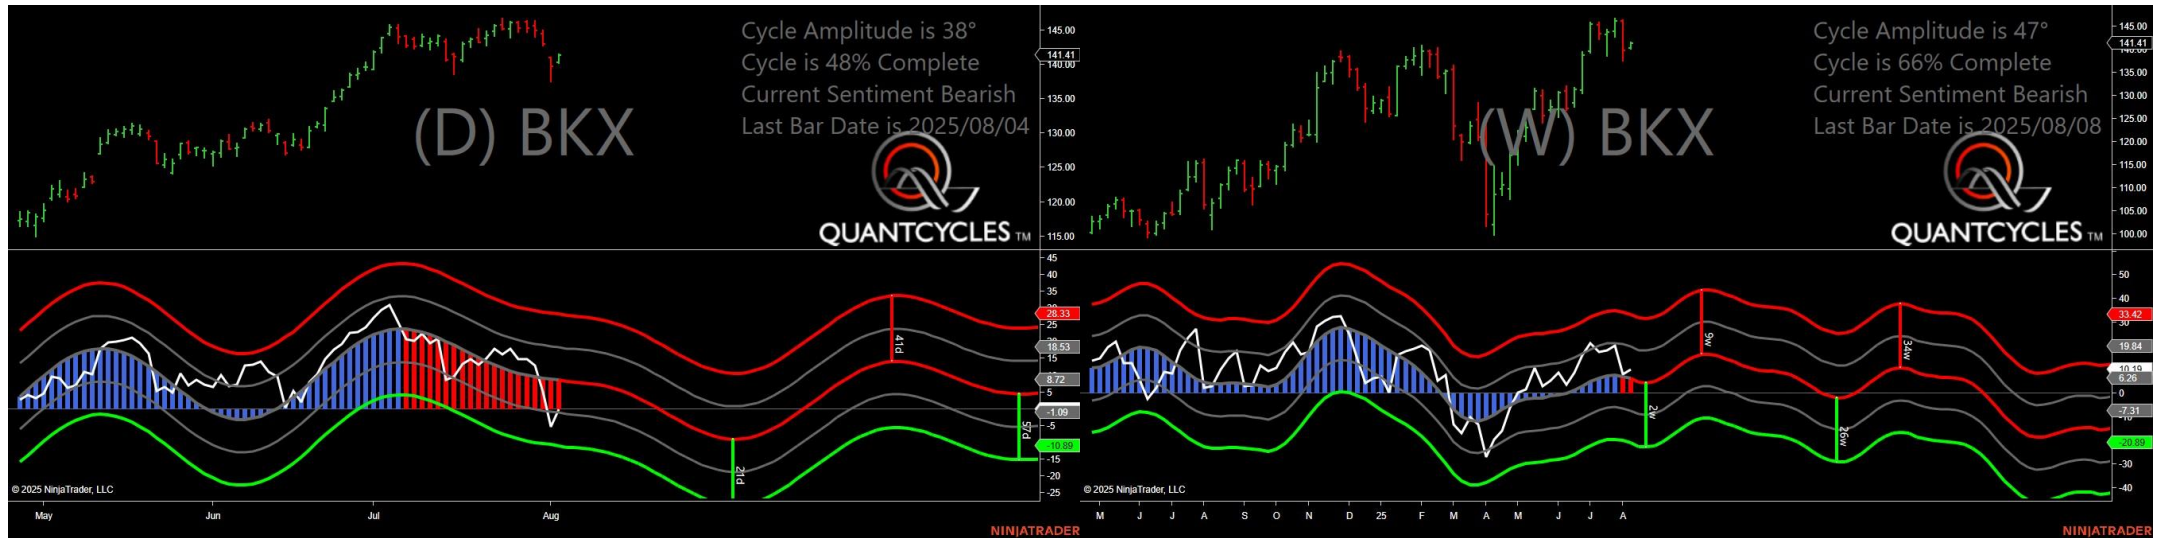 Cycle Amplitude is 38°
Cycle is 48% Complete
Current Sentiment Bearish
Last Bar Date is 2025/08/04
(D) BKX
QUANTCYCLES TM
145.00
141.41
140.00
135.00
130.00
125.00
120.00
115.00
45
40
35
28.33
25
18.53
15
8.72
5
-1.09
-5
-10.89
-15
-20
-25
21d
41d
57d
© 2025 NinjaTrader, LLC
May
Jun
Jul
Aug
NINJATRADER
Cycle Amplitude is 47°
Cycle is 66% Complete
Current Sentiment Bearish
Last Bar Date is 2025/08/08
(W) BKX
QUANTCYCLES TM
145.00
141.41
135.00
130.00
125.00
120.00
115.00
110.00
105.00
100.00
50
40
33.42
30
19.84
10.19
6.26
0
-7.31
-20.89
-30
-40
2w
9w
26w
34w
© 2025 NinjaTrader, LLC
M J J A S O N D 25 F M A M J J A
NINJATRADER